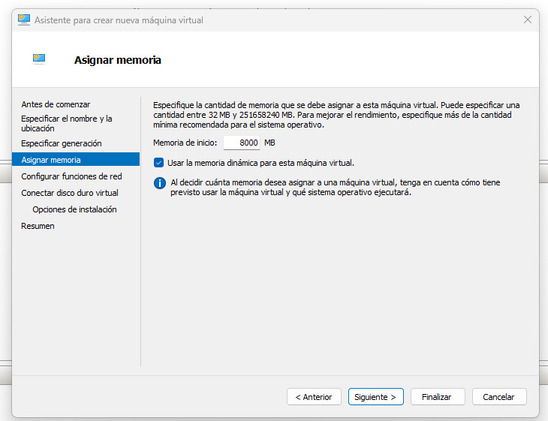 Asistente para crear nueva máquina virtual
Asignar memoria
Antes de comenzar
Especificar el nombre y la
ubicación
Especificar generación
Asignar memoria
Configurar funciones de red
Conectar disco duro virtual
Opciones de instalación
Resumen
Especifique la cantidad de memoria que se debe asignar a esta máquina virtual. Puede especificar una
cantidad entre 32 MB y 251658240 MB. Para mejorar el rendimiento, especifique más de la cantidad
mínima recomendada para el sistema operativo.
Memoria de inicio: 8000 MB
Usar la memoria dinámica para esta máquina virtual.
Al decidir cuánta memoria desea asignar a una máquina virtual, tenga en cuenta cómo tiene
previsto usar la máquina virtual y qué sistema operativo ejecutará.
< Anterior
Siguiente >
Finalizar
Cancelar